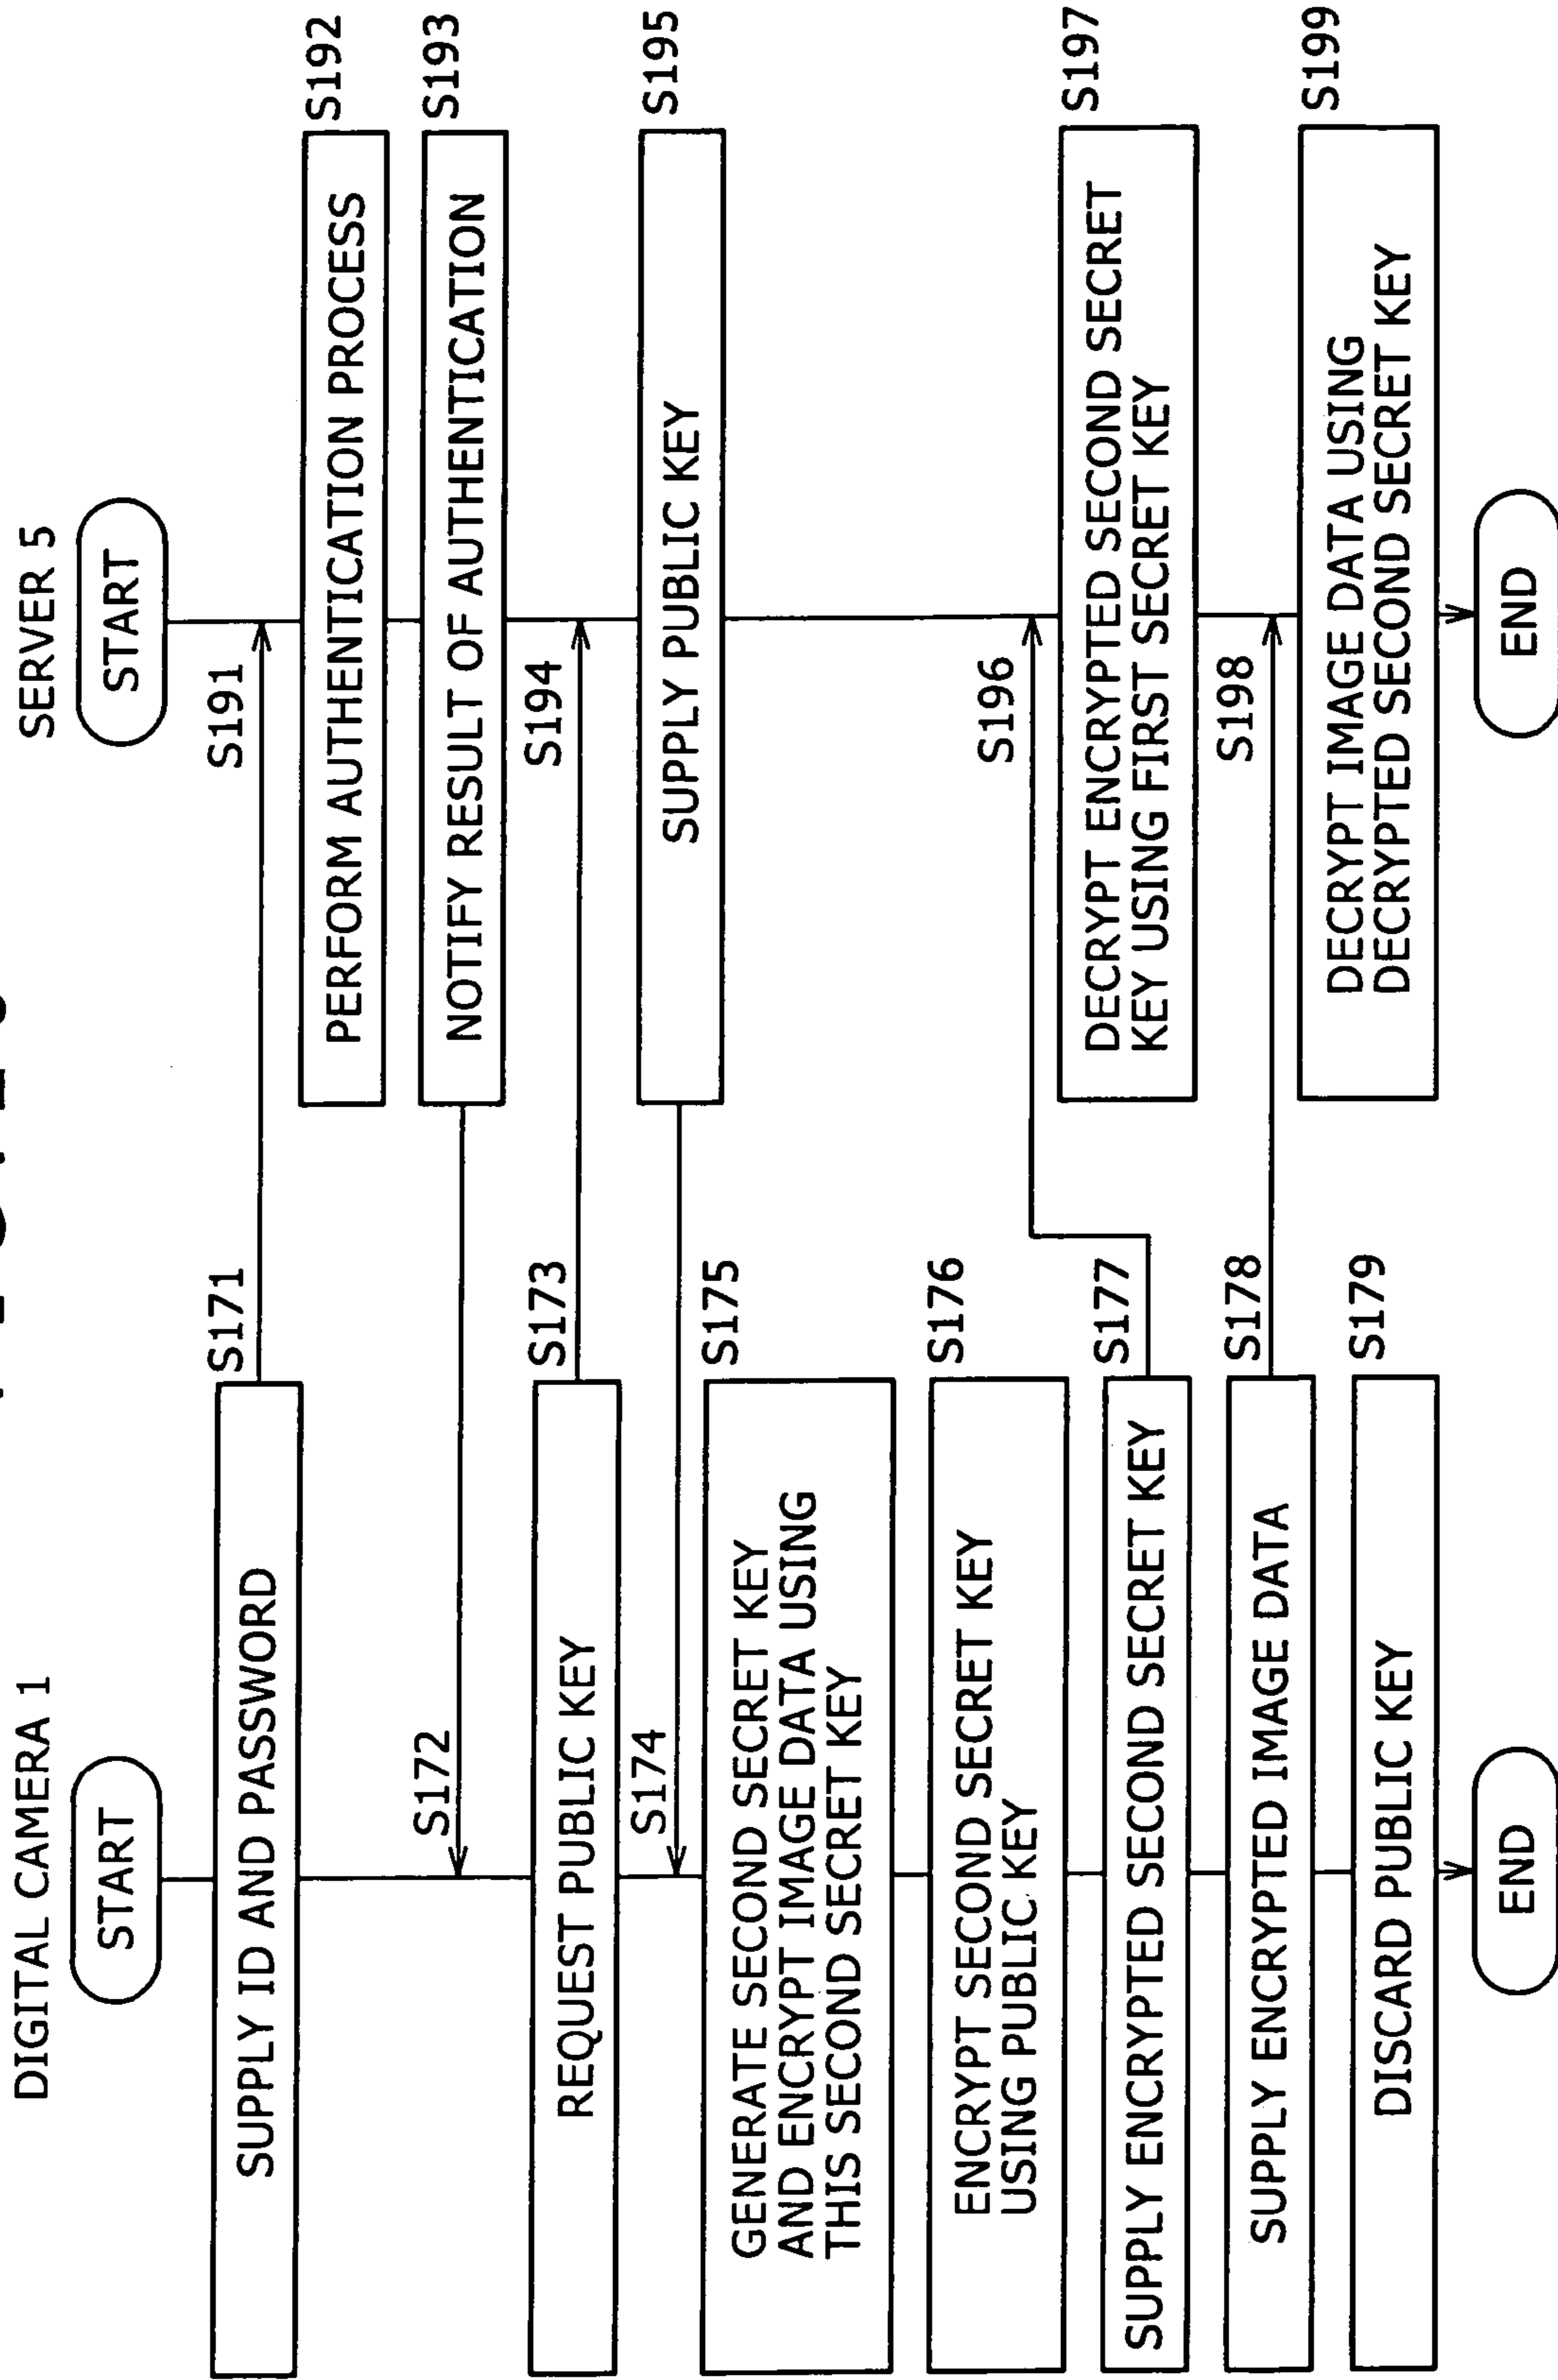 DIGITAL CAMERA 1
START
S171
SUPPLY ID AND PASSWORD
S172
S173
REQUEST PUBLIC KEY
S174
S175
GENERATE SECOND SECRET KEY
AND ENCRYPT IMAGE DATA USING
THIS SECOND SECRET KEY
S176
ENCRYPT SECOND SECRET KEY
USING PUBLIC KEY
S177
SUPPLY ENCRYPTED SECOND SECRET KEY
S178
SUPPLY ENCRYPTED IMAGE DATA
S179
DISCARD PUBLIC KEY
END
SERVER 5
START
S191
S192
PERFORM AUTHENTICATION PROCESS
S193
NOTIFY RESULT OF AUTHENTICATION
S194
S195
SUPPLY PUBLIC KEY
S196
S197
DECRYPT ENCRYPTED SECOND SECRET
KEY USING FIRST SECRET KEY
S198
S199
DECRYPT IMAGE DATA USING
DECRYPTED SECOND SECRET KEY
END